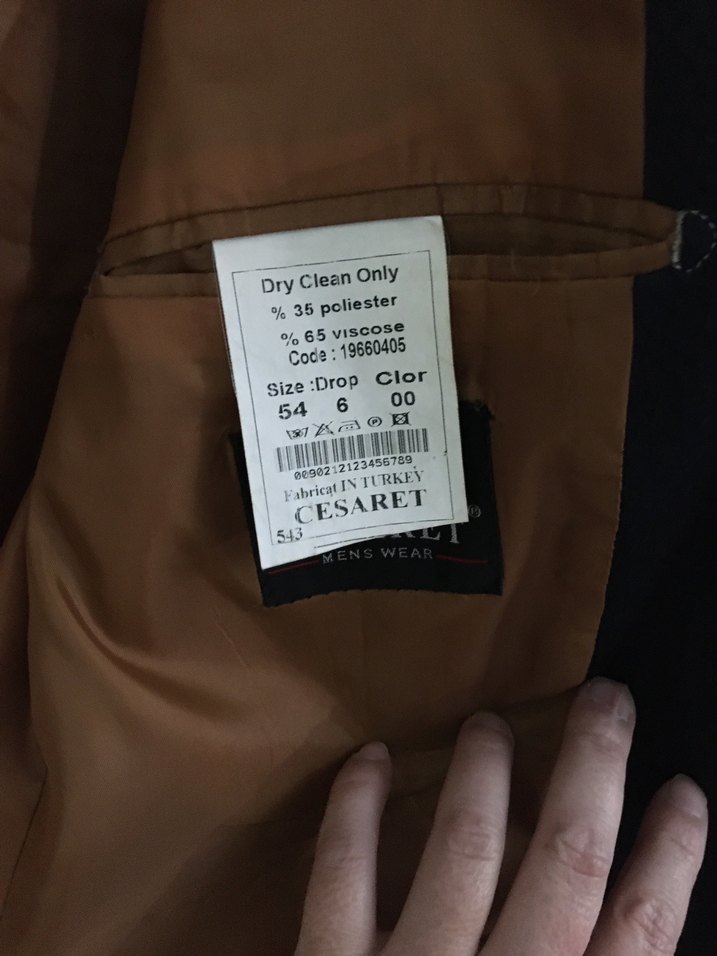 Dry Clean Only
% 35 poliester
% 65 viscose
Code : 19660405
Size :Drop Clor
54 6 00
0090212123456789
Fabricat IN TURKEY
CESARET
543
®
MENS WEAR